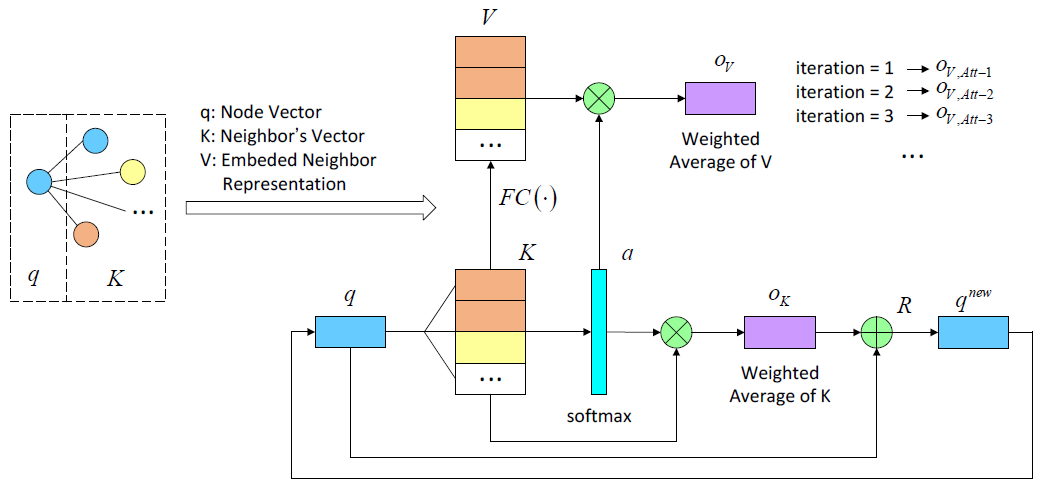 V
q: Node Vector
K: Neighbor's Vector
V: Embeded Neighbor
Representation
...
FC(·)
o_V
Weighted
Average of V
iteration = 1 → o_{V,Att-1}
iteration = 2 → o_{V,Att-2}
iteration = 3 → o_{V,Att-3}
...
...
q
K
q
K
...
a
softmax
o_K
Weighted
Average of K
R
q^{new}